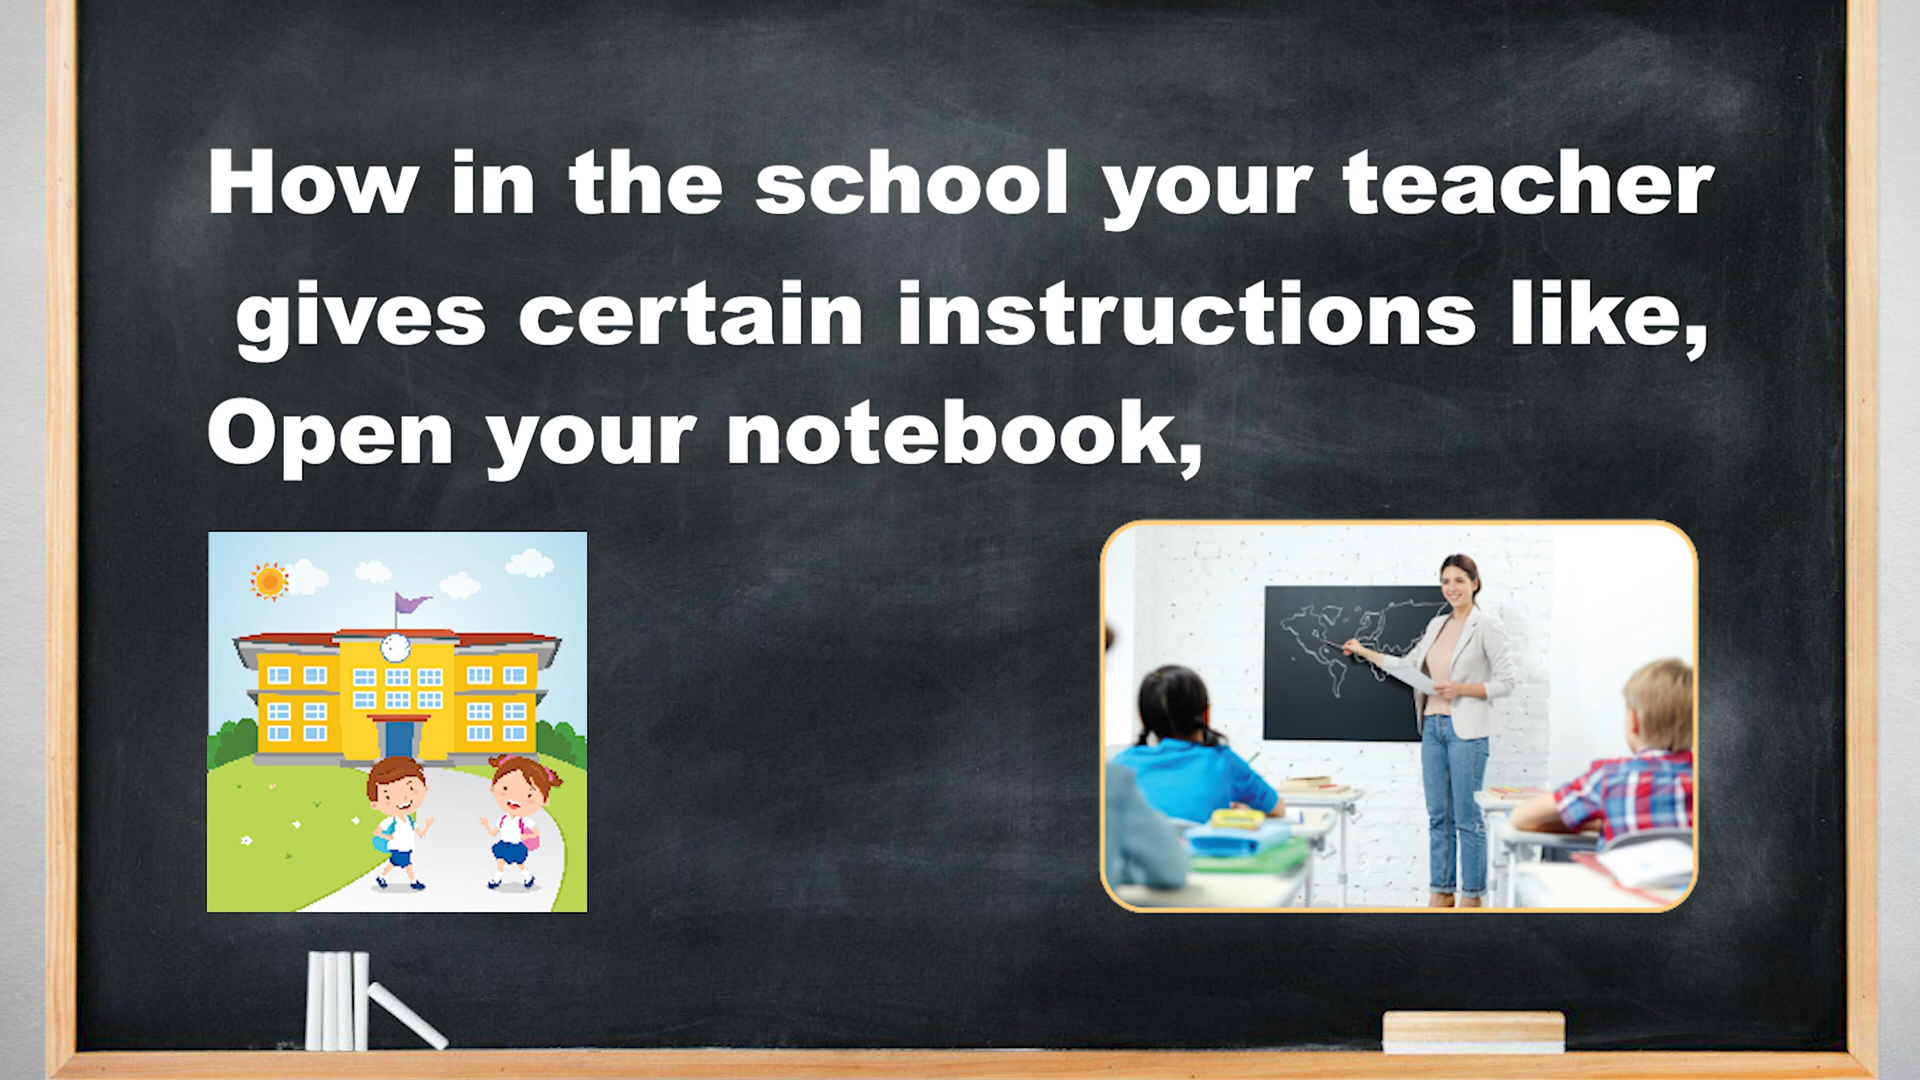 How in the school your teacher
gives certain instructions like,
Open your notebook,